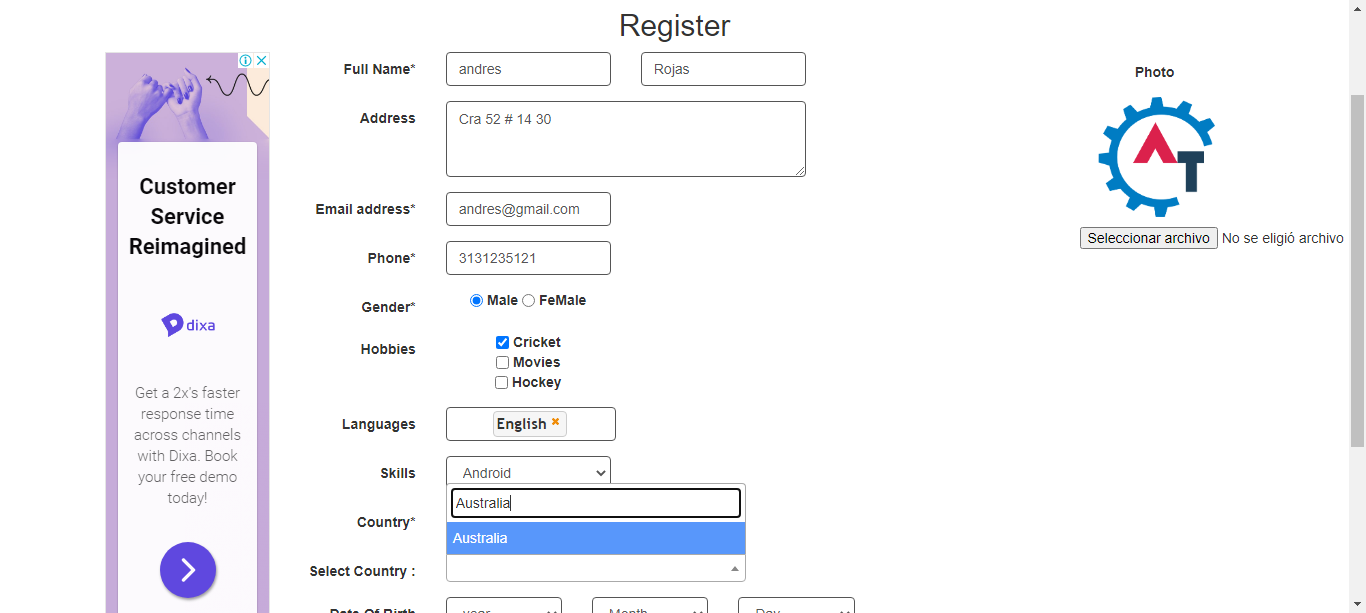 Register
Full Name*
andres
Rojas
Photo
Address
Cra 52 # 14 30
AT
Seleccionar archivo No se eligió archivo
Email address*
andres@gmail.com
Phone*
3131235121
Gender*
Male FeMale
Hobbies
Cricket
Movies
Hockey
Languages
English
Skills
Android
Australia
Country*
Australia
Select Country :
Date Of Birth
year
Month
Day
Customer
Service
Reimagined
dixa
Get a 2x's faster
response time
across channels
with Dixa. Book
your free demo
today!